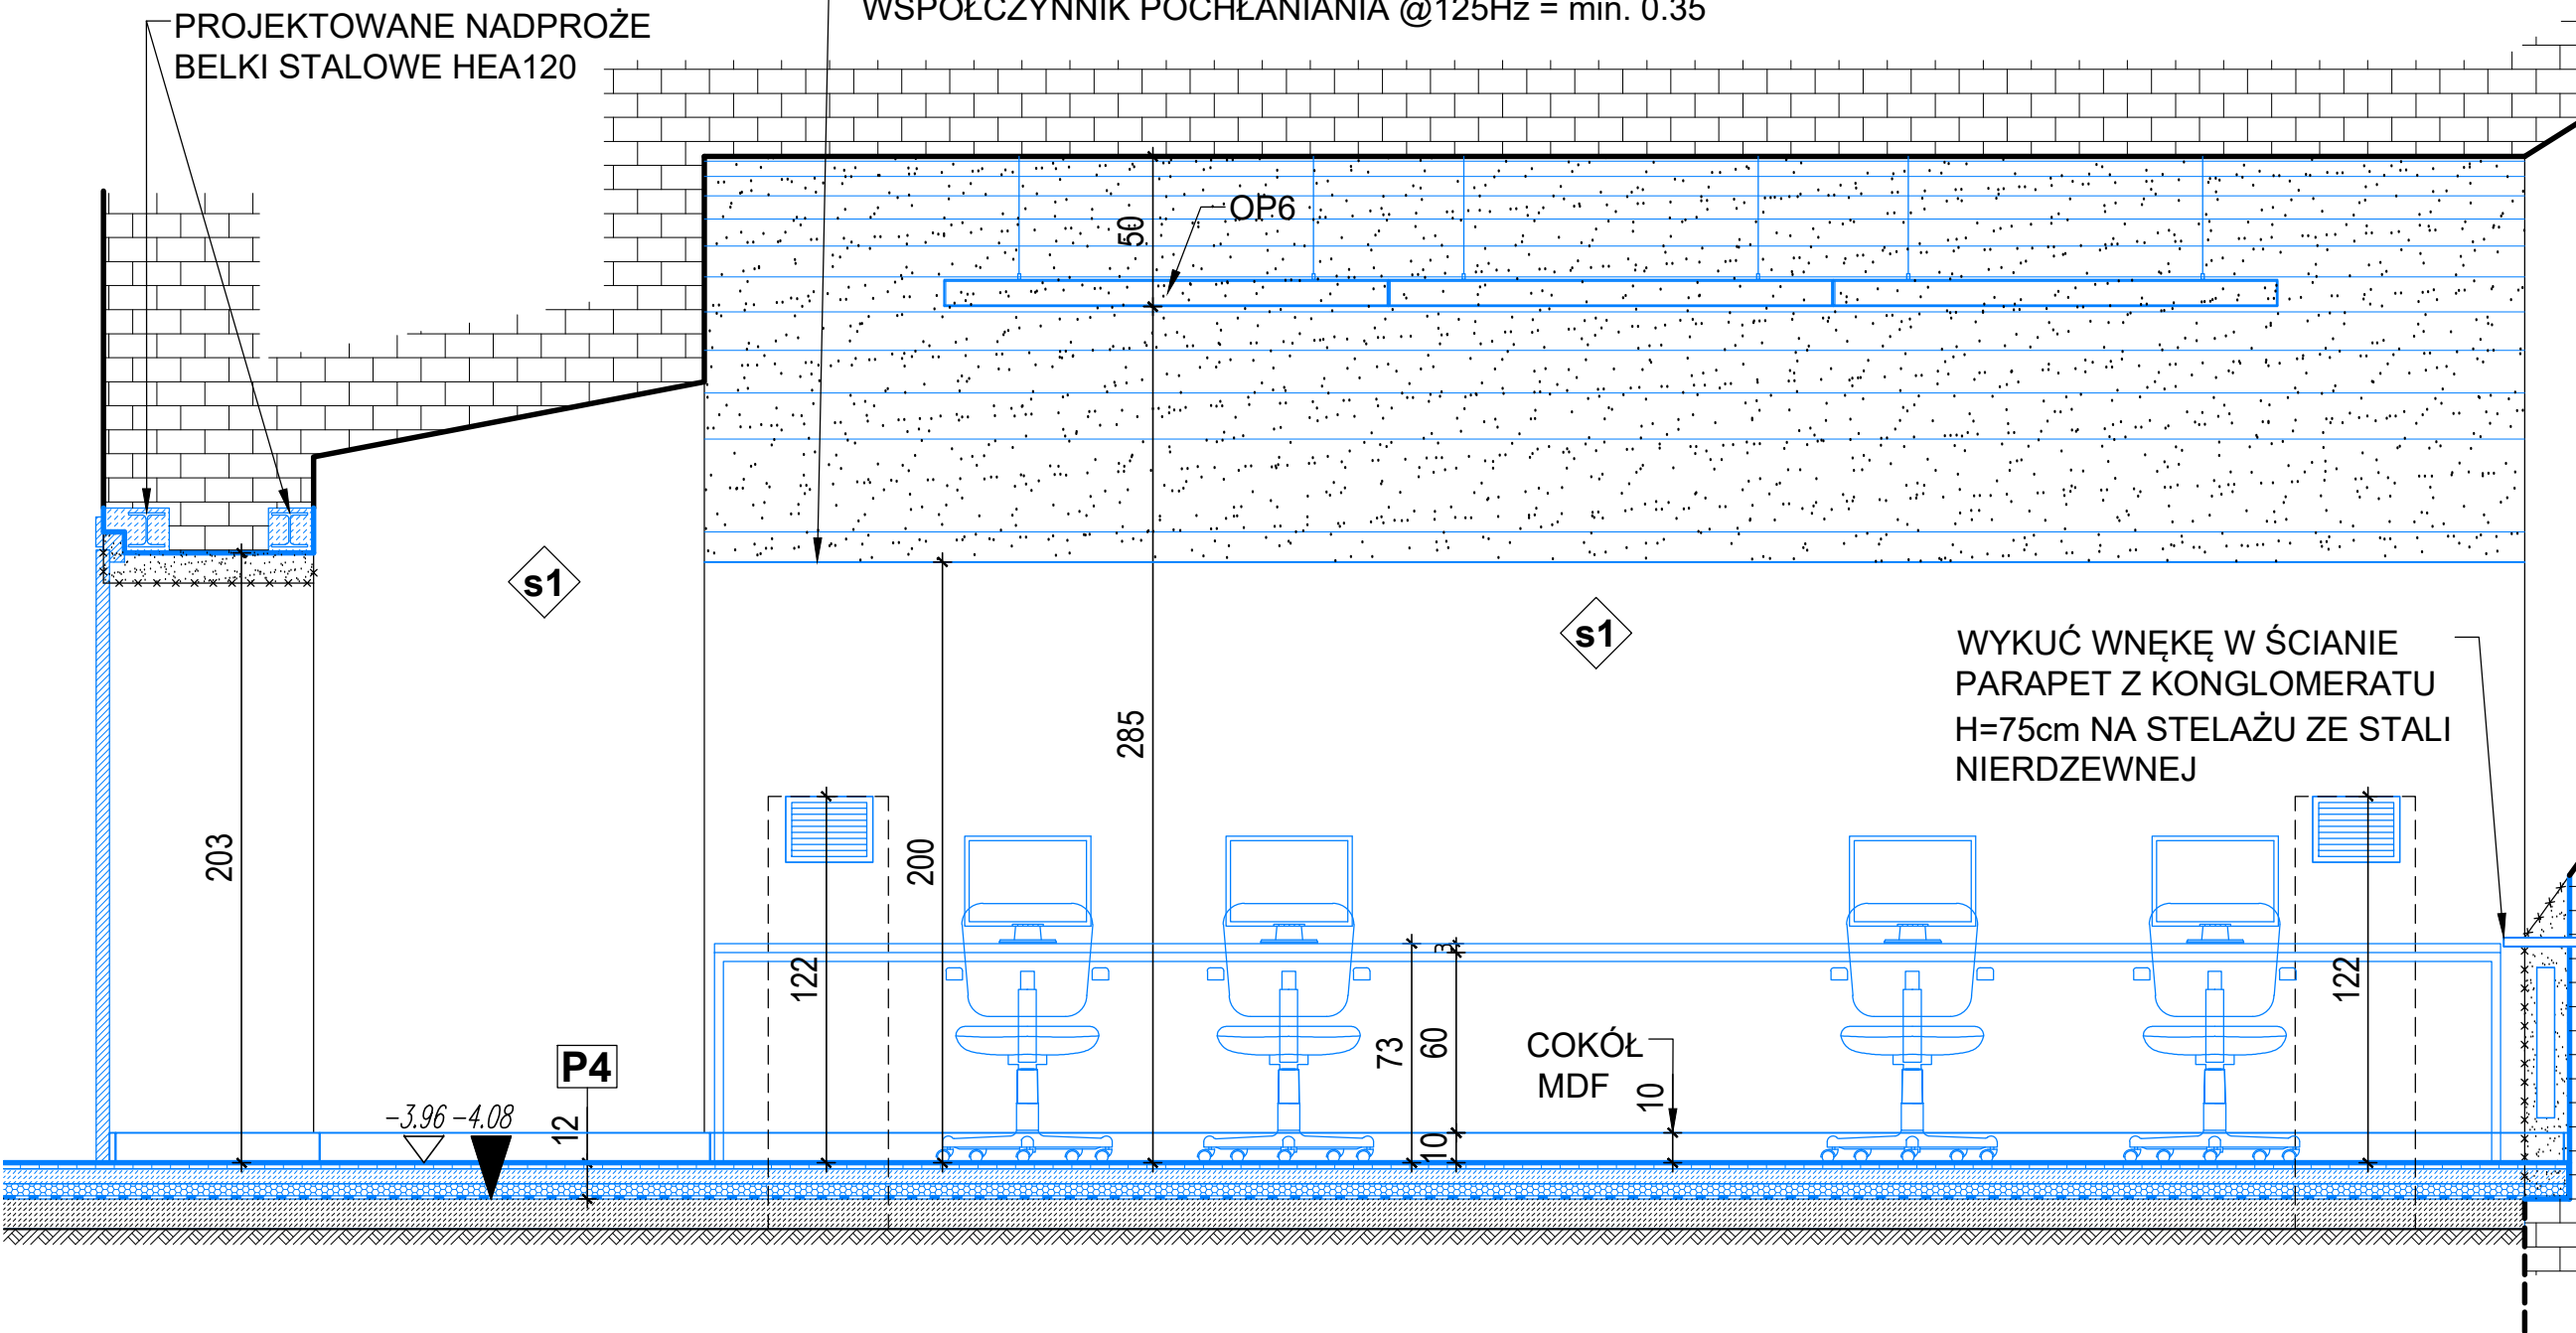 WSPÓŁCZYNNIK POCHŁANIANIA @125Hz = min. 0.35
PROJEKTOWANE NADPROŻE
BELKI STALOWE HEA120
OP6
50
s1
s1
WYKUĆ WNĘKĘ W ŚCIANIE
PARAPET Z KONGLOMERATU
H=75cm NA STELAŻU ZE STALI
NIERDZEWNEJ
285
203
200
122
122
3
73
60
10
COKÓŁ
MDF
10
P4
12
-3.96 -4.08